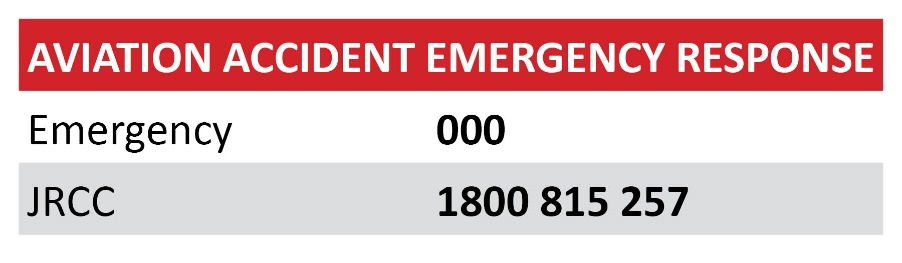 AVIATION ACCIDENT EMERGENCY RESPONSE
Emergency 000
JRCC 1800 815 257